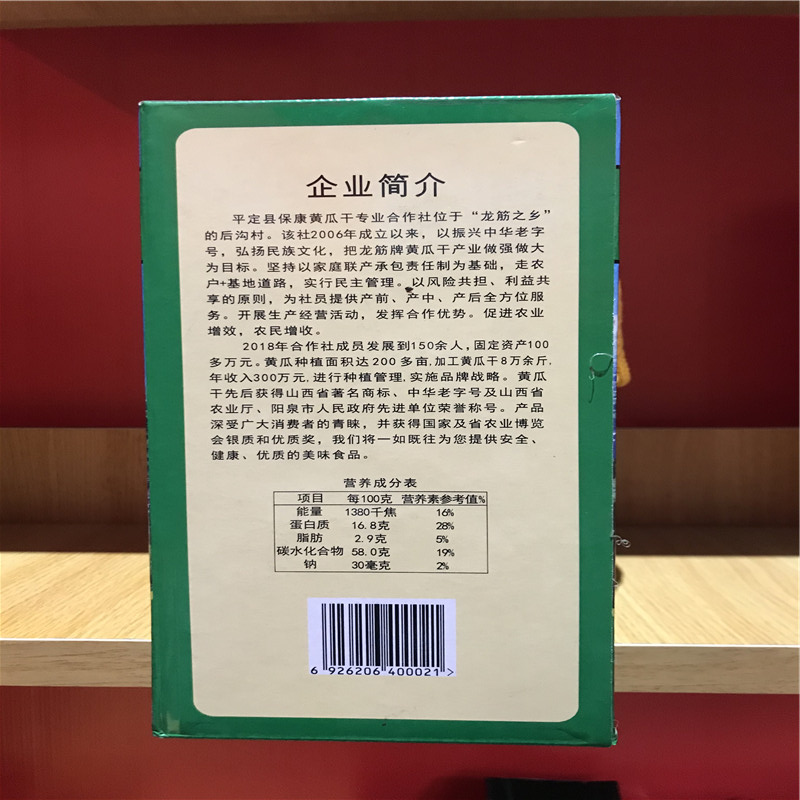 企业简介
平定县保康黄瓜干专业合作社位于“龙筋之乡”
的后沟村。该社2006年成立以来，以振兴中华老字
号，弘扬民族文化，把龙筋牌黄瓜干产业做强做大
为目标。坚持以家庭联产承包责任制为基础，走农
户+基地道路，实行民主管理。以风险共担、利益共
享的原则，为社员提供产前、产中、产后全方位服
务。开展生产经营活动，发挥合作优势。促进农业
增效，农民增收。
2018年合作社成员发展到150余人，固定资产100
多万元。黄瓜种植面积达200多亩，加工黄瓜干8万余斤，
年收入300万元，进行种植管理，实施品牌战略。黄瓜
干先后获得山西省著名商标、中华老字号及山西省
农业厅、阳泉市人民政府先进单位荣誉称号。产品
深受广大消费者的青睐，并获得国家及省农业博览
会银质和优质奖，我们将一如既往为您提供安全、
健康、优质的美味食品。
营养成分表
项目 每100克 营养素参考值%
能量 1380千焦 16%
蛋白质 16.8克 28%
脂肪 2.9克 5%
碳水化合物 58.0克 19%
钠 30毫克 2%
6 926206 400021 >